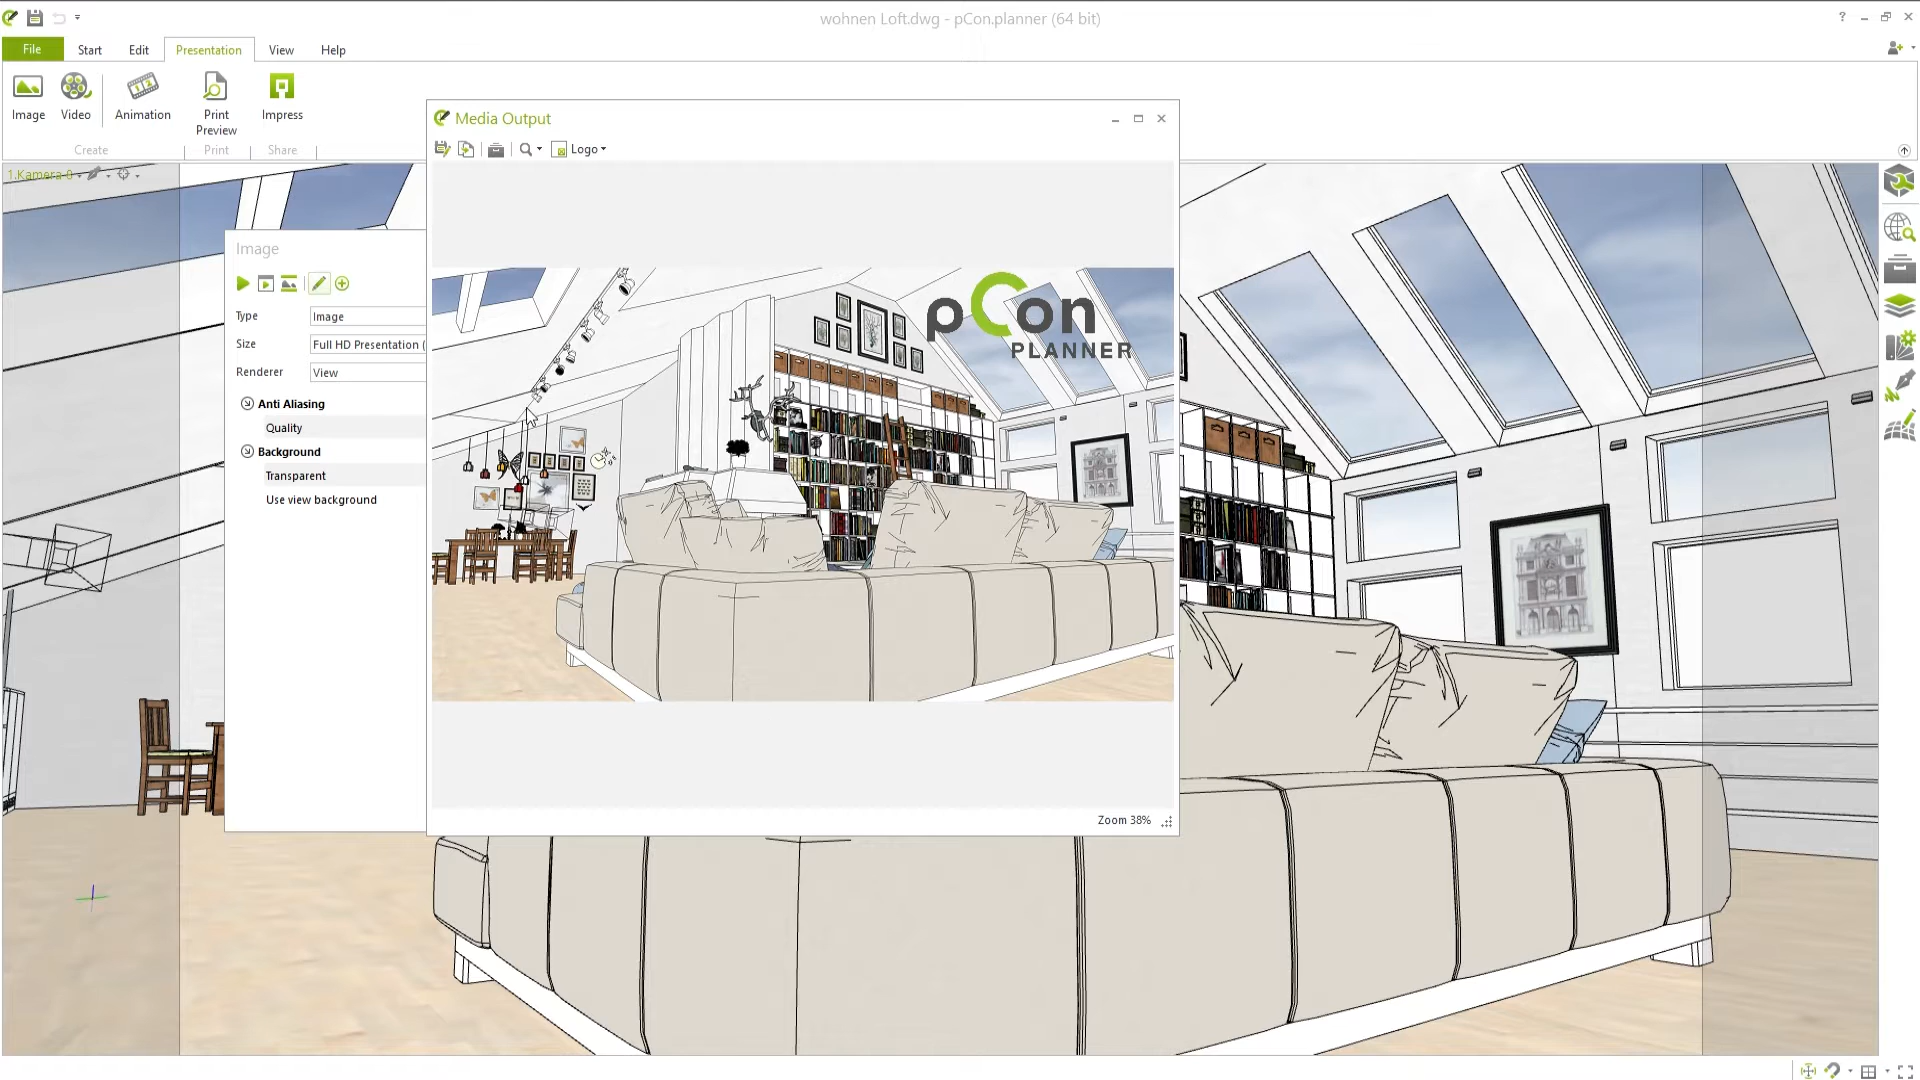 wohnen Loft.dwg - pCon.planner (64 bit)
File
Start
Edit
Presentation
View
Help
Image
Video
Animation
Print Preview
Impress
Create
Print
Share
1.Kamera-0
Media Output
Logo
pCon
PLANNER
Zoom 38%
Image
Type
Image
Size
Full HD Presentation (
Renderer
View
Anti Aliasing
Quality
Background
Transparent
Use view background